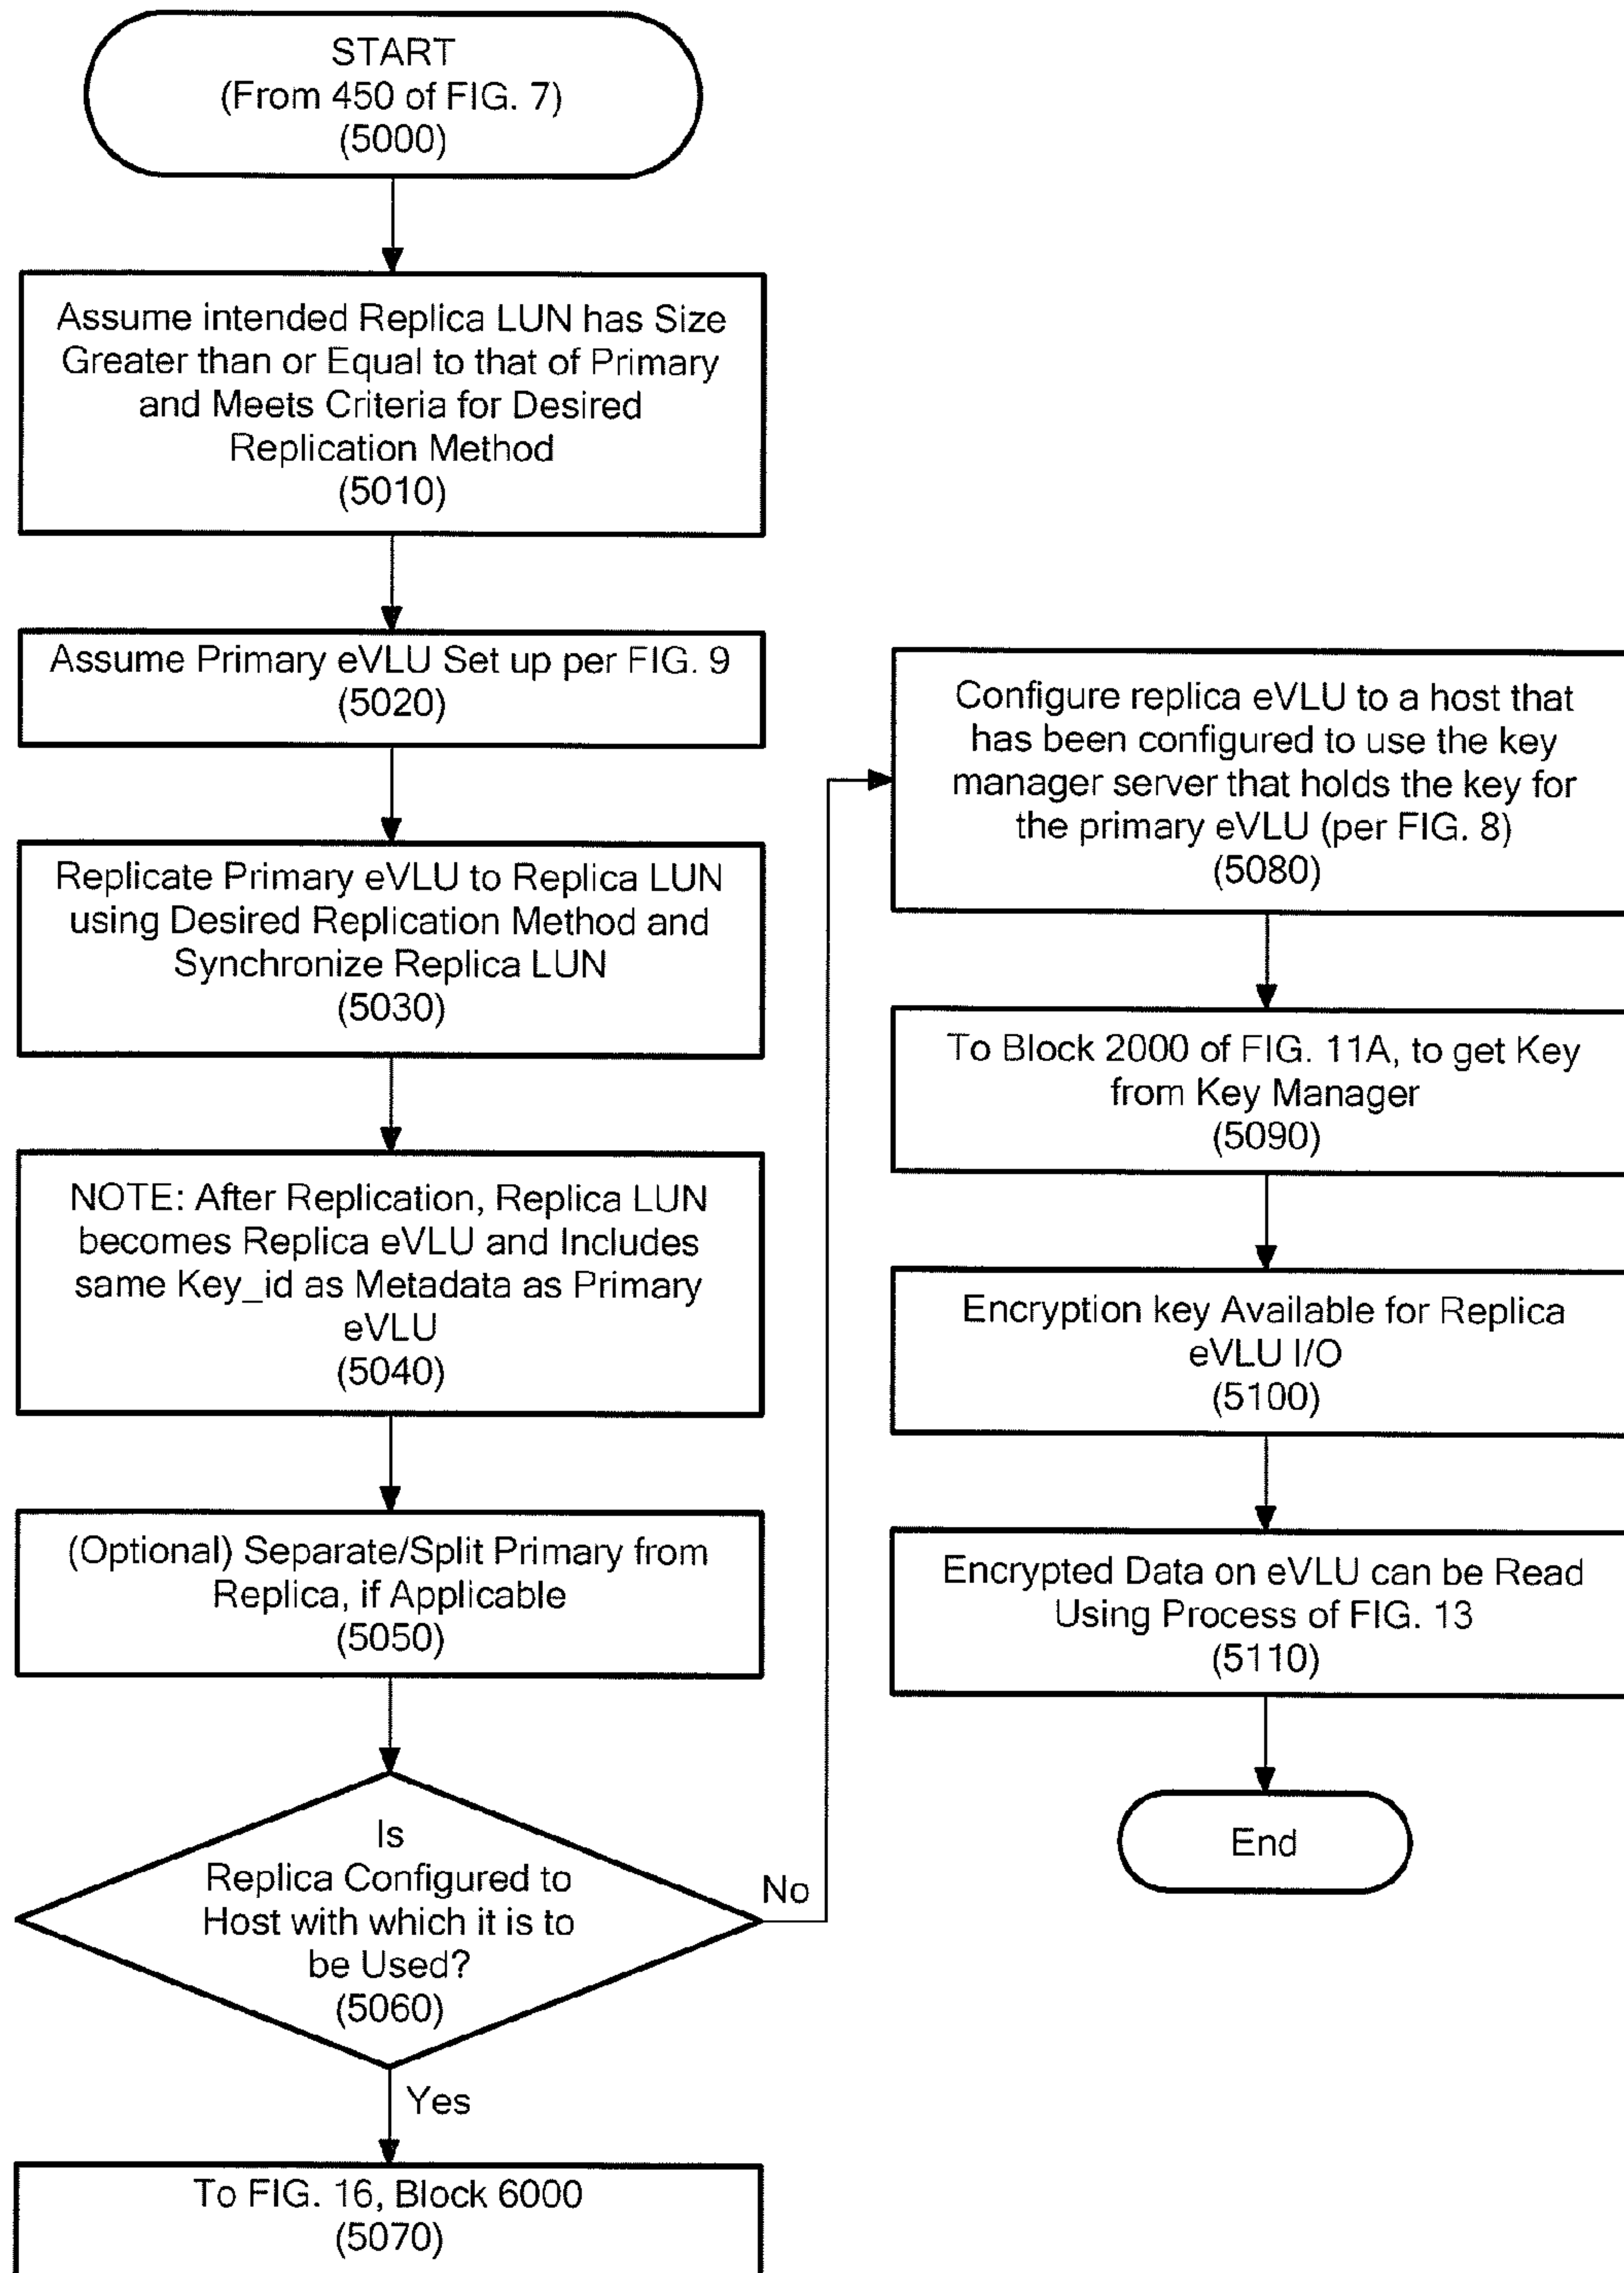 START
(From 450 of FIG. 7)
(5000)
Assume intended Replica LUN has Size
Greater than or Equal to that of Primary
and Meets Criteria for Desired
Replication Method
(5010)
Assume Primary eVLU Set up per FIG. 9
(5020)
Replicate Primary eVLU to Replica LUN
using Desired Replication Method and
Synchronize Replica LUN
(5030)
NOTE: After Replication, Replica LUN
becomes Replica eVLU and Includes
same Key_id as Metadata as Primary
eVLU
(5040)
(Optional) Separate/Split Primary from
Replica, if Applicable
(5050)
Is
Replica Configured to
Host with which it is to
be Used?
(5060)
No
Yes
To FIG. 16, Block 6000
(5070)
Configure replica eVLU to a host that
has been configured to use the key
manager server that holds the key for
the primary eVLU (per FIG. 8)
(5080)
To Block 2000 of FIG. 11A, to get Key
from Key Manager
(5090)
Encryption key Available for Replica
eVLU I/O
(5100)
Encrypted Data on eVLU can be Read
Using Process of FIG. 13
(5110)
End